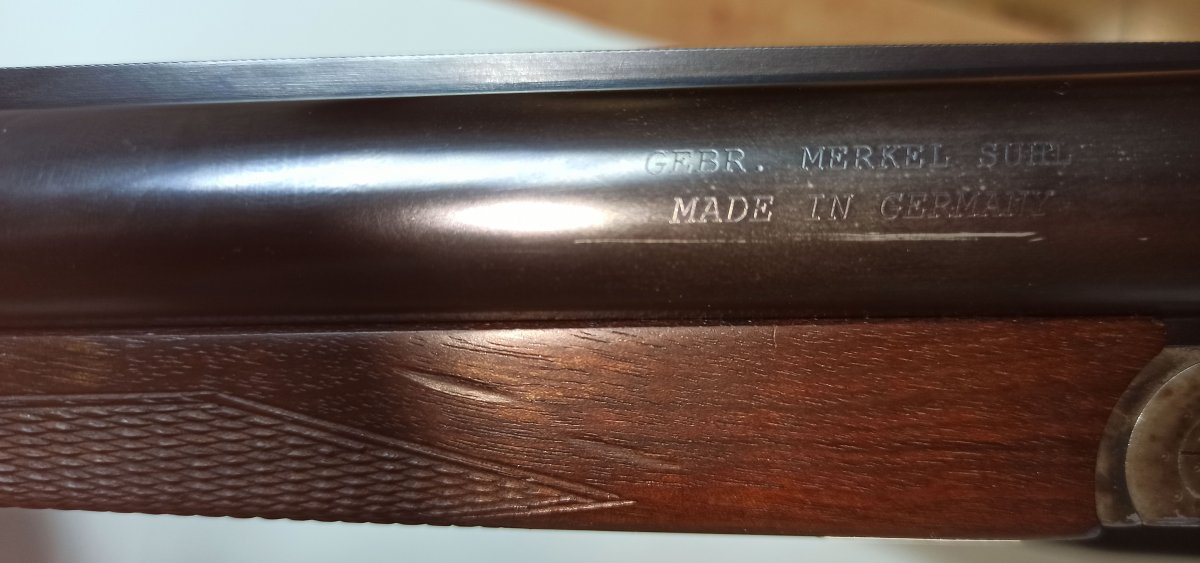 GEBR. MERKEL SUHL
MADE IN GERMANY